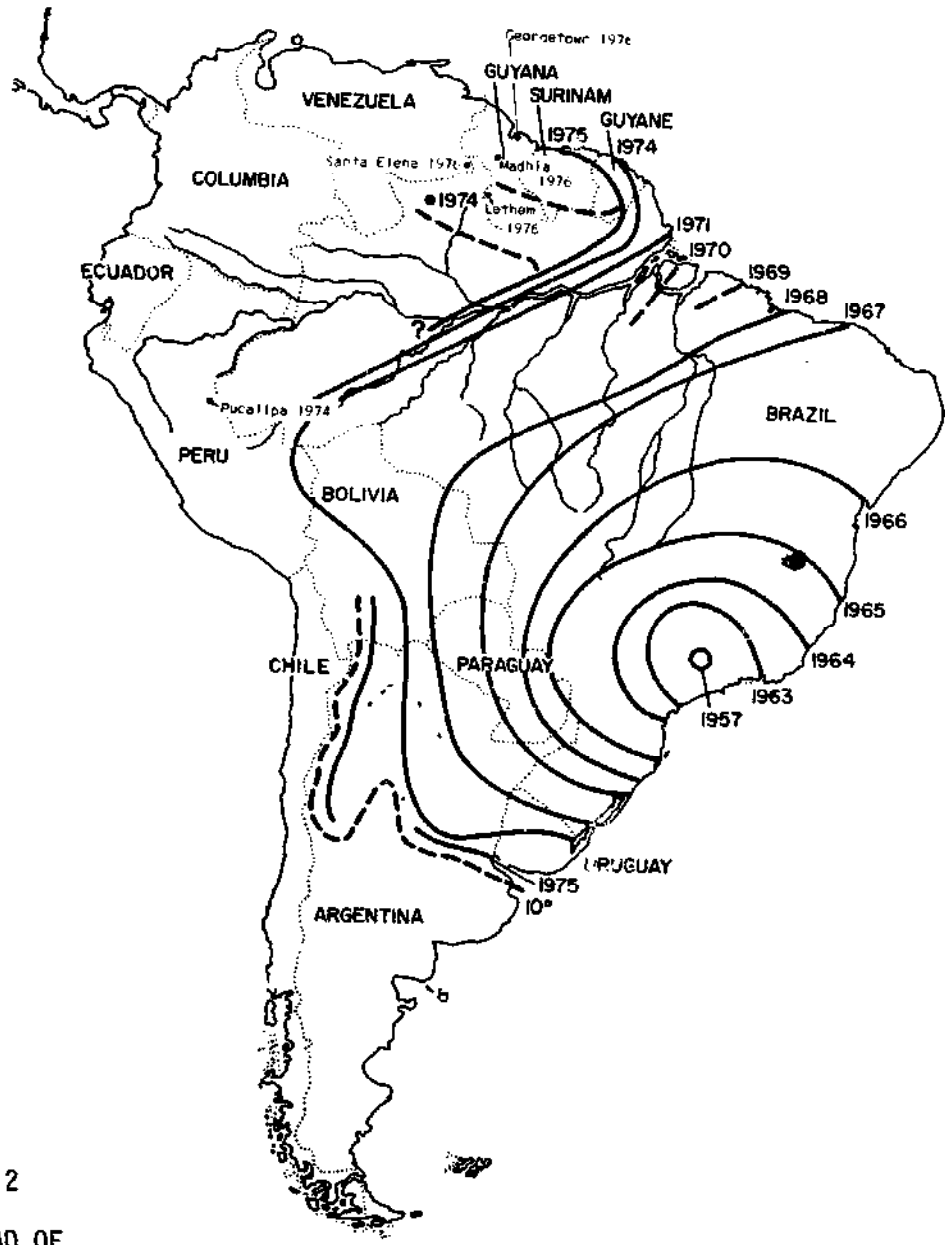 Georgetown 1976
GUYANA
VENEZUELA
SURINAM
GUYANE
1975
1974
Santa Elena 1976
Madhia
1976
COLUMBIA
1974
Lethem
1976
1971
1970
ECUADOR
1969
1968
1967
?
Pucallpa 1974
BRAZIL
PERU
BOLIVIA
1966
1965
CHILE
PARAGUAY
1964
1963
1957
URUGUAY
1975
10°
ARGENTINA
2
AD OF